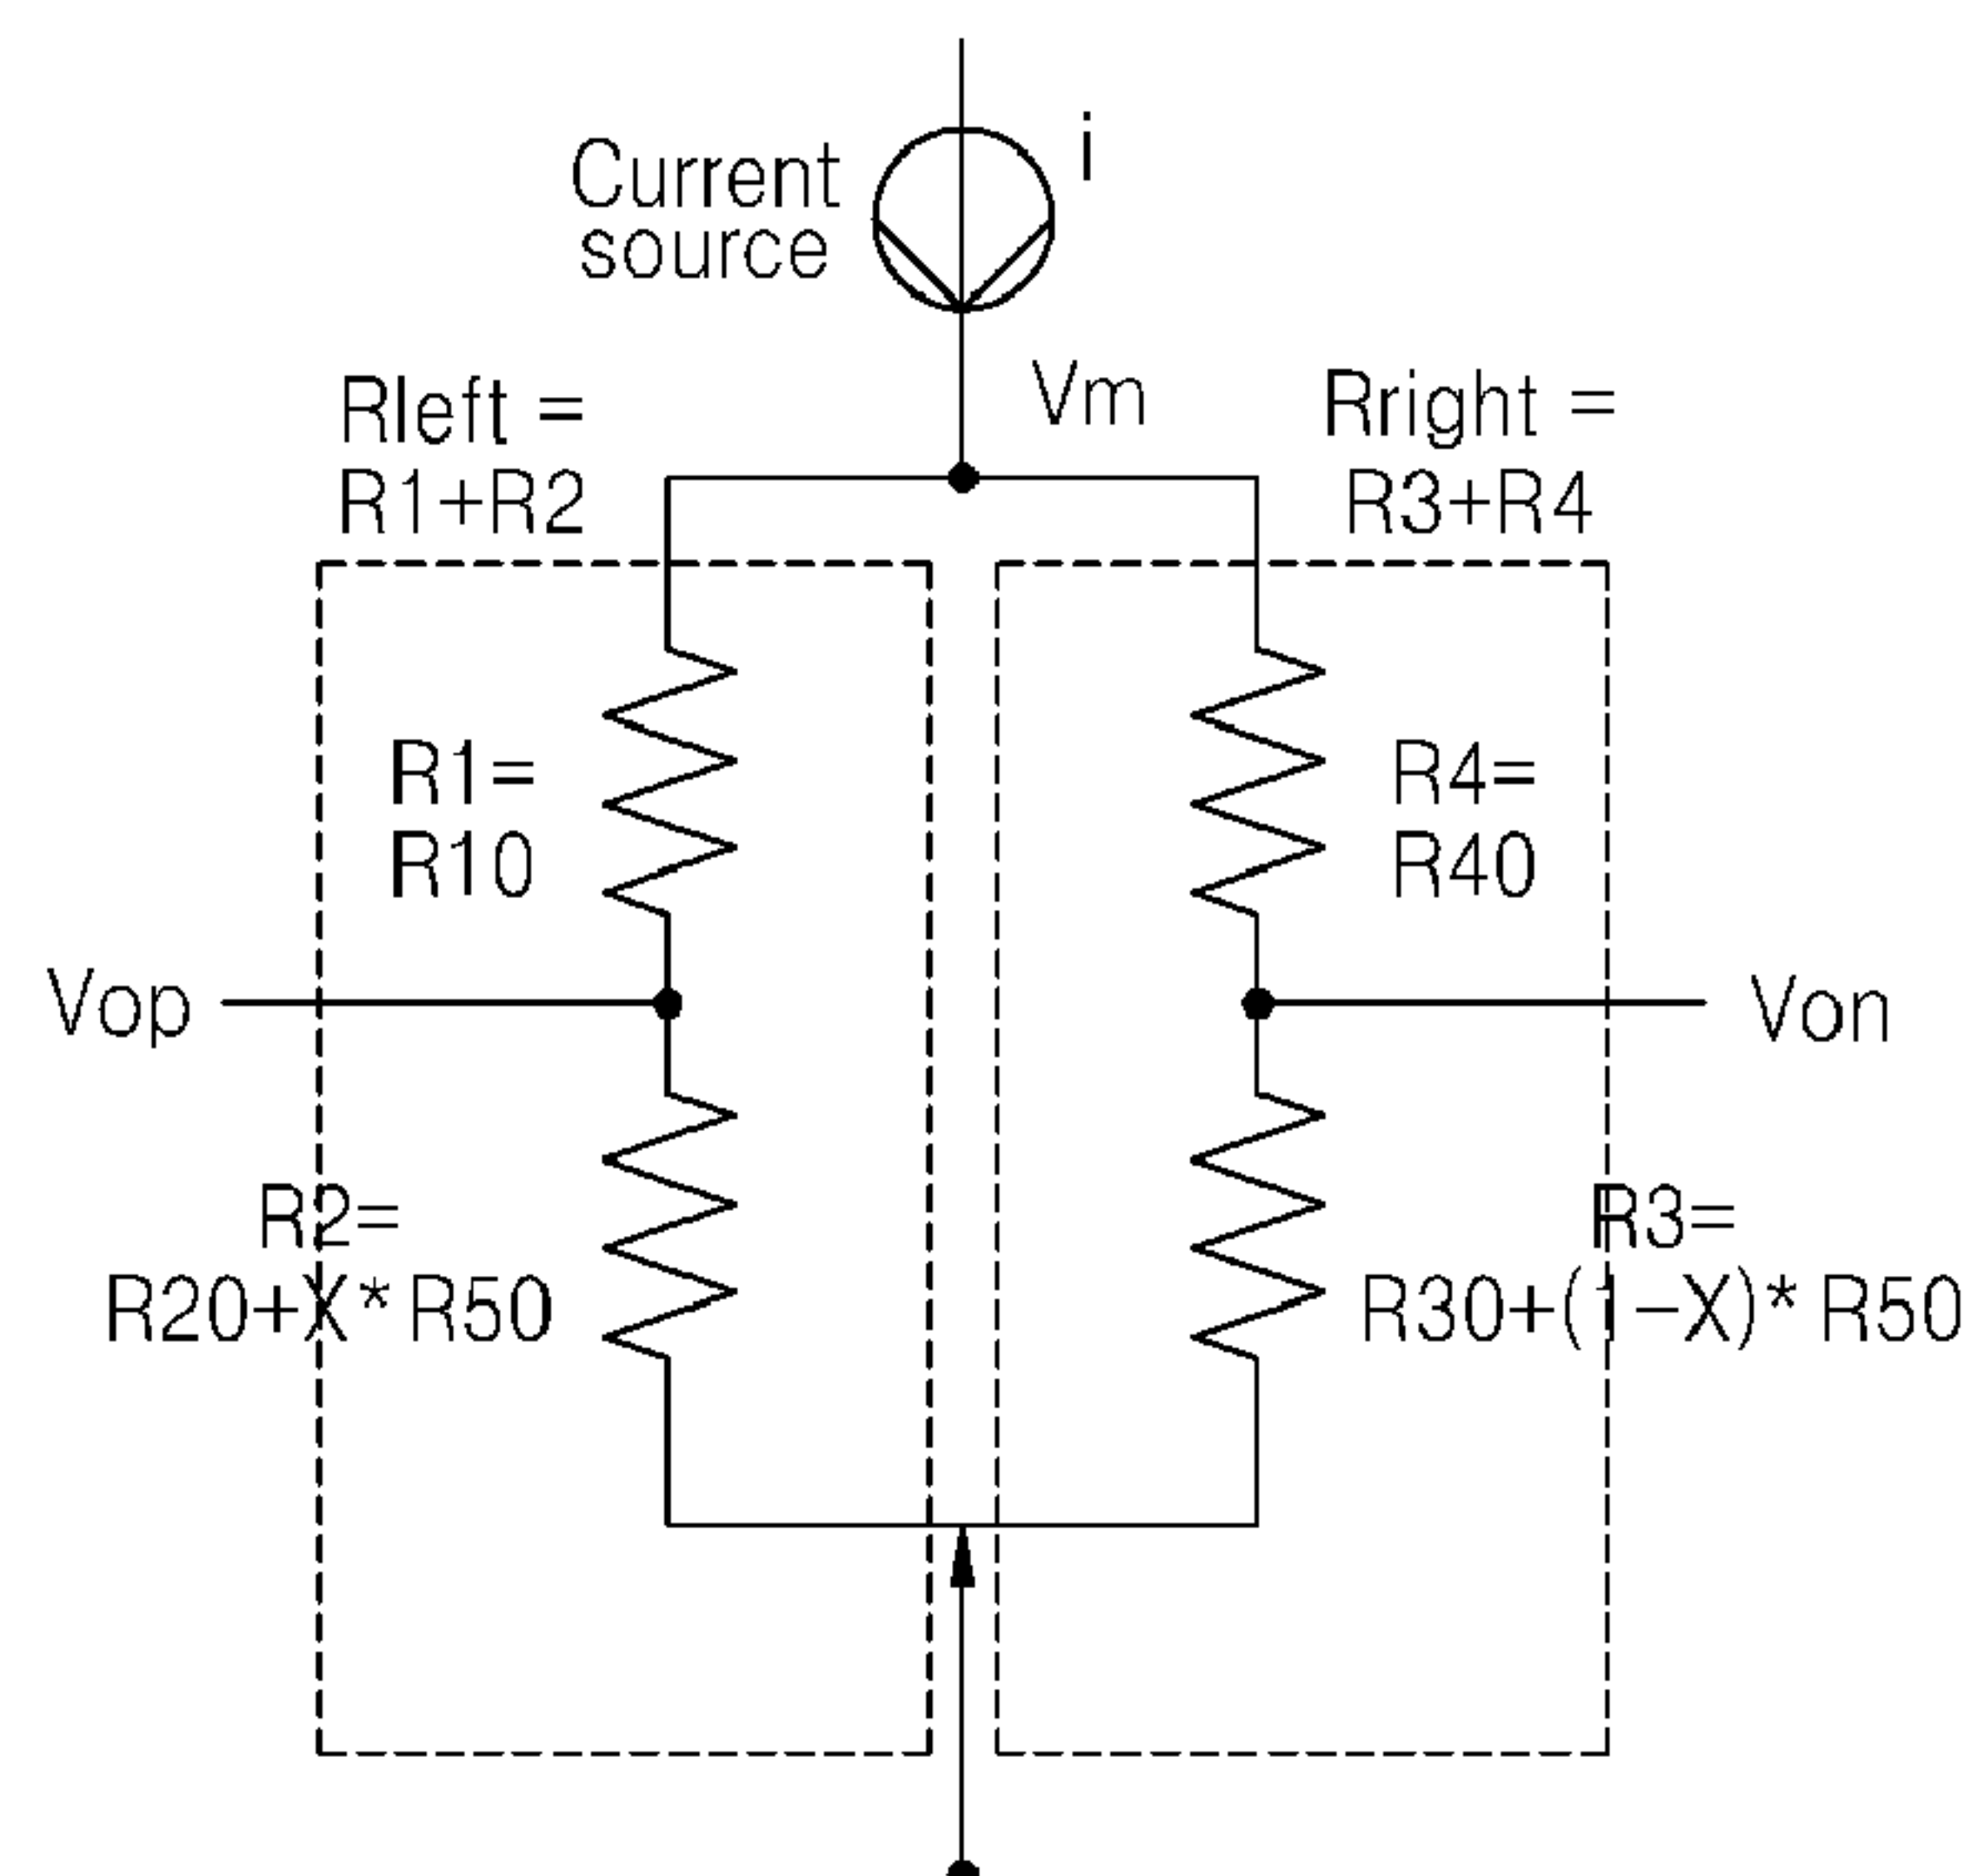 Current
source
i
Vm
Rleft =
R1+R2
Rright =
R3+R4
R1=
R10
R4=
R40
Vop
Von
R2=
R20+X*R50
R3=
R30+(1-X)*R50